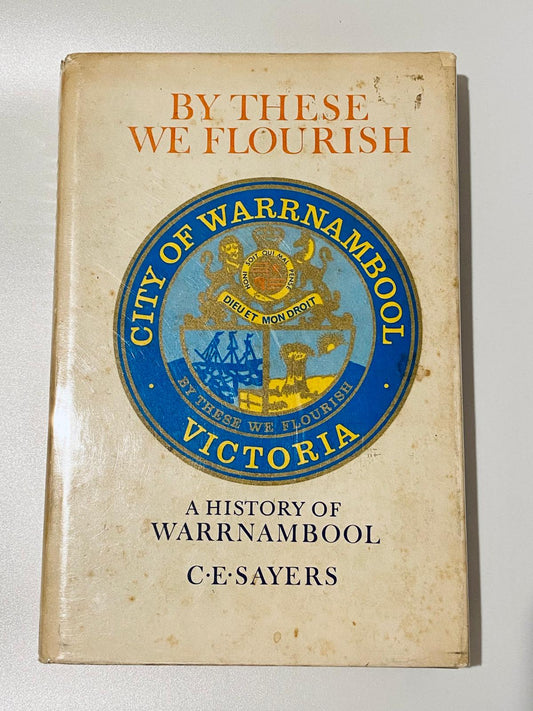 BY THESE
WE FLOURISH
CITY OF WARRNAMBOOL
HONI SOIT QUI MAL Y PENSE
DIEU ET MON DROIT
BY THESE WE FLOURISH
· VICTORIA ·
A HISTORY OF
WARRNAMBOOL
C·E·SAYERS